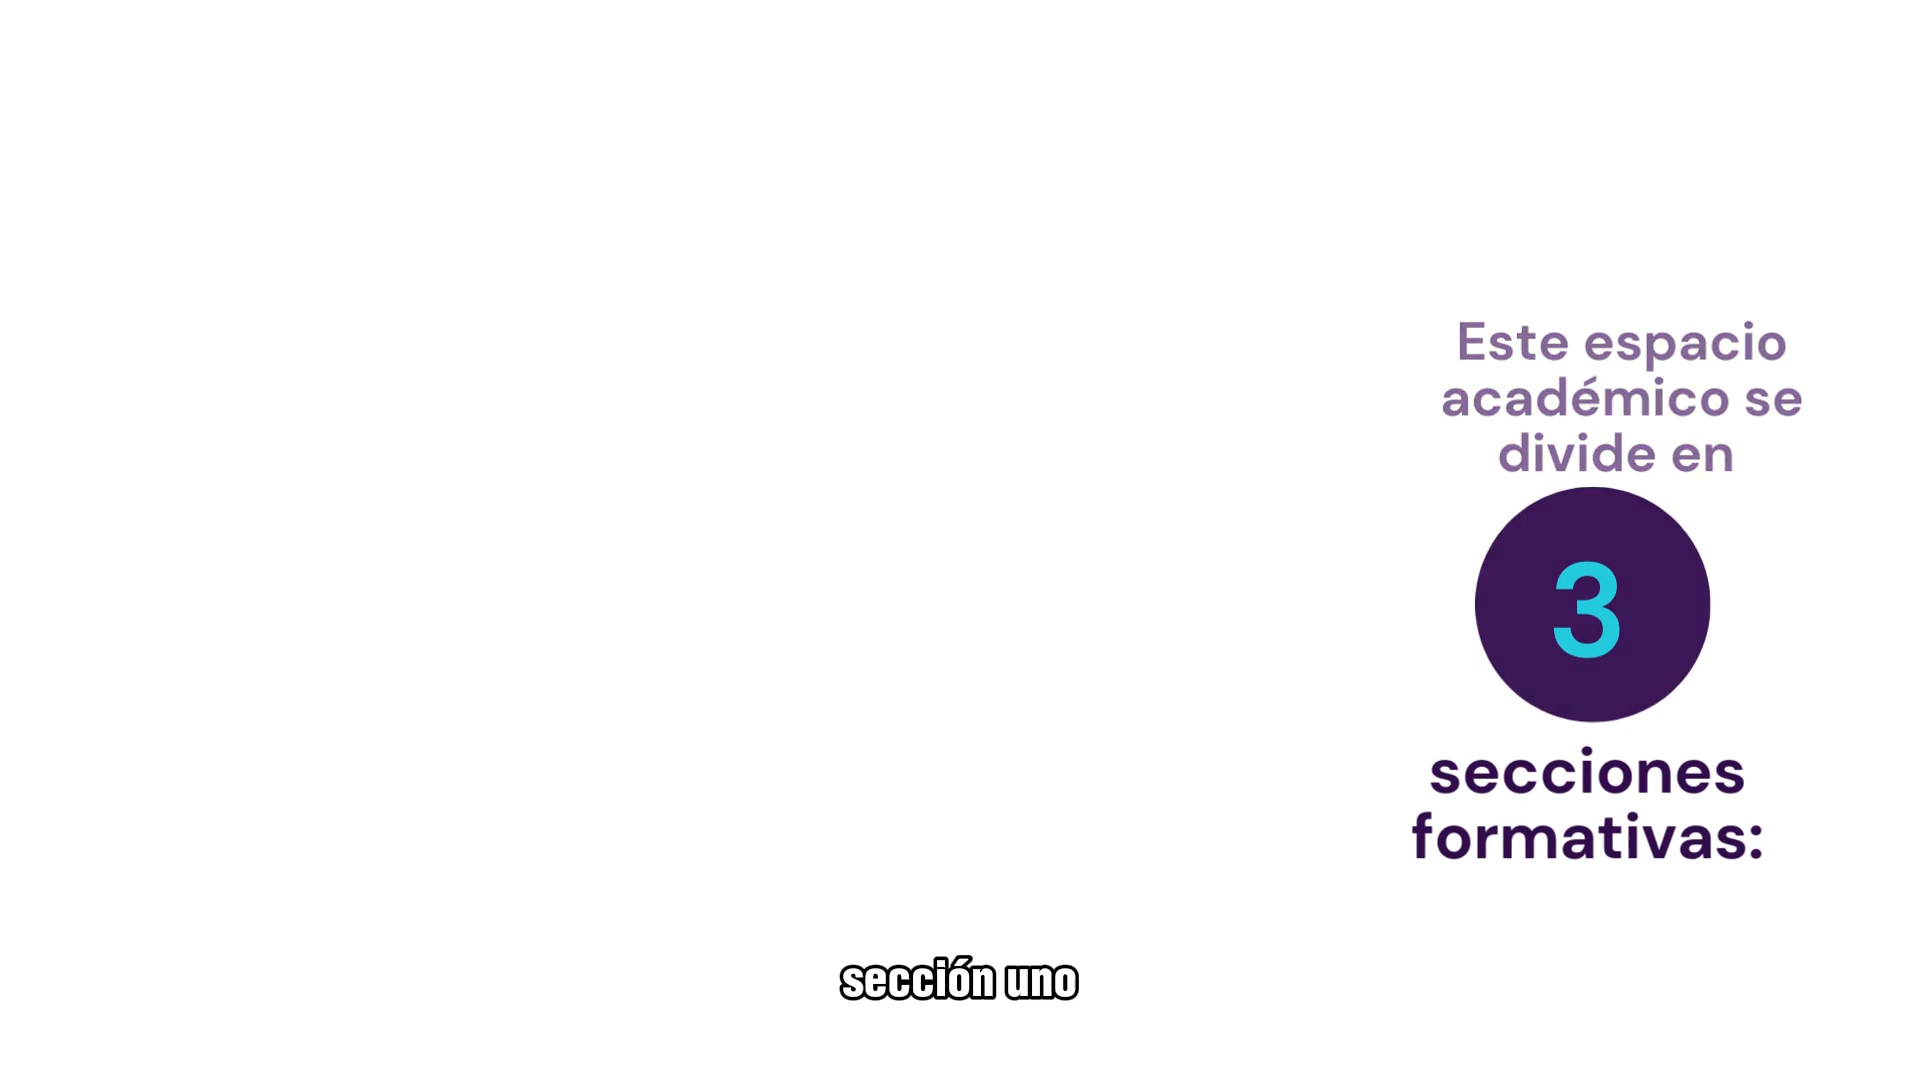 Este espacio
académico se
divide en
3
secciones
formativas:
sección uno